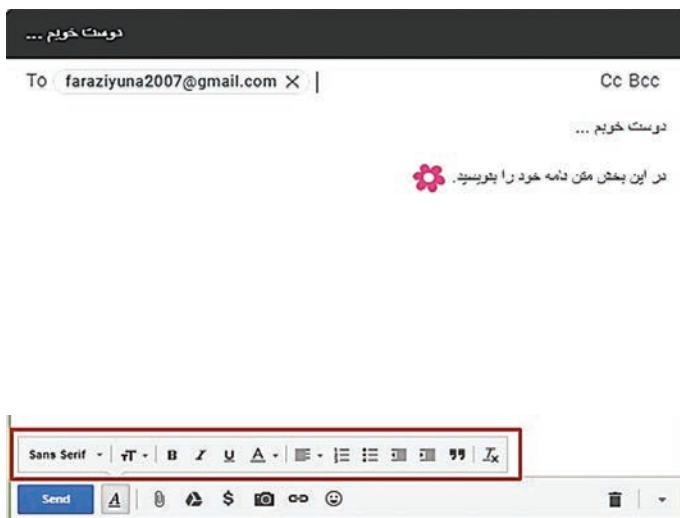 دوست خوبم ...
To faraziyuna2007@gmail.com × Cc Bcc
دوست خوبم ...
در این بخش متن نامه خود را بنویسید.
Sans Serif B I U A
Send A $